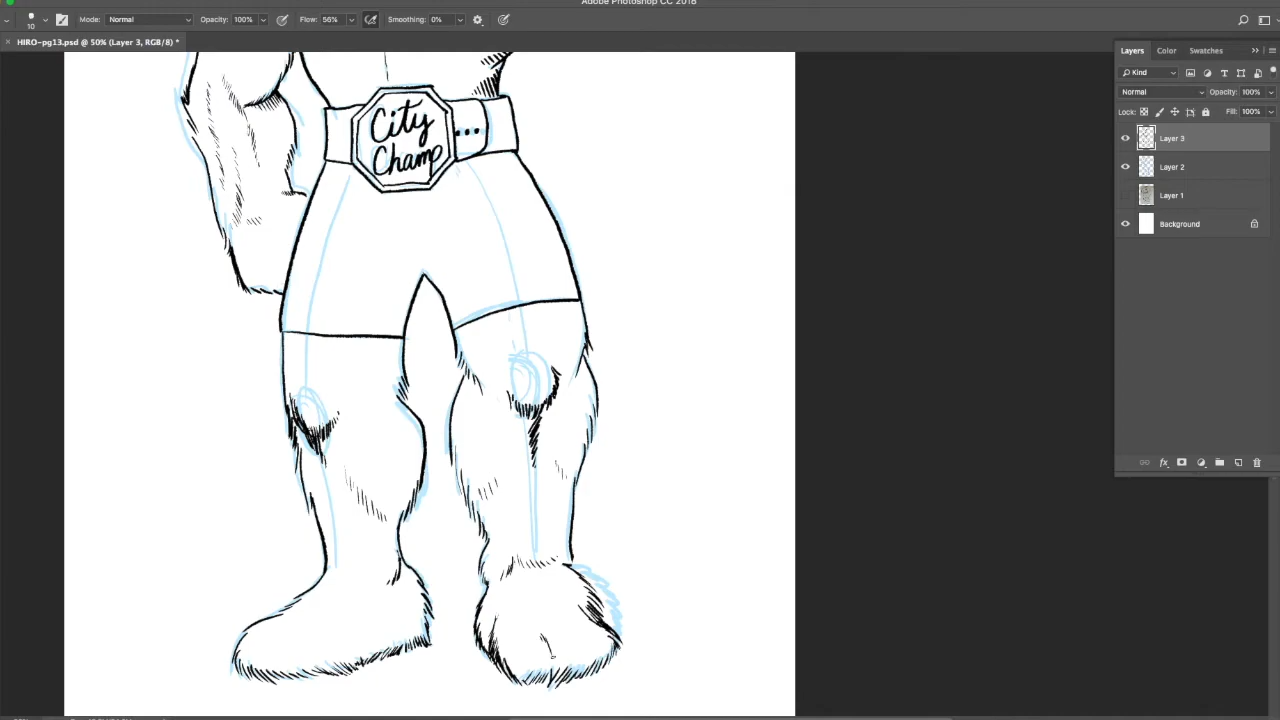 Adobe Photoshop CC 2018
10
Mode: Normal
Opacity: 100%
Flow: 56%
Smoothing: 0%
HIRO-pg13.psd @ 50% (Layer 3, RGB/8) *
City
Champ
Layers
Color
Swatches
Kind
Normal
Opacity: 100%
Lock:
Fill: 100%
Layer 3
Layer 2
Layer 1
Background
fx